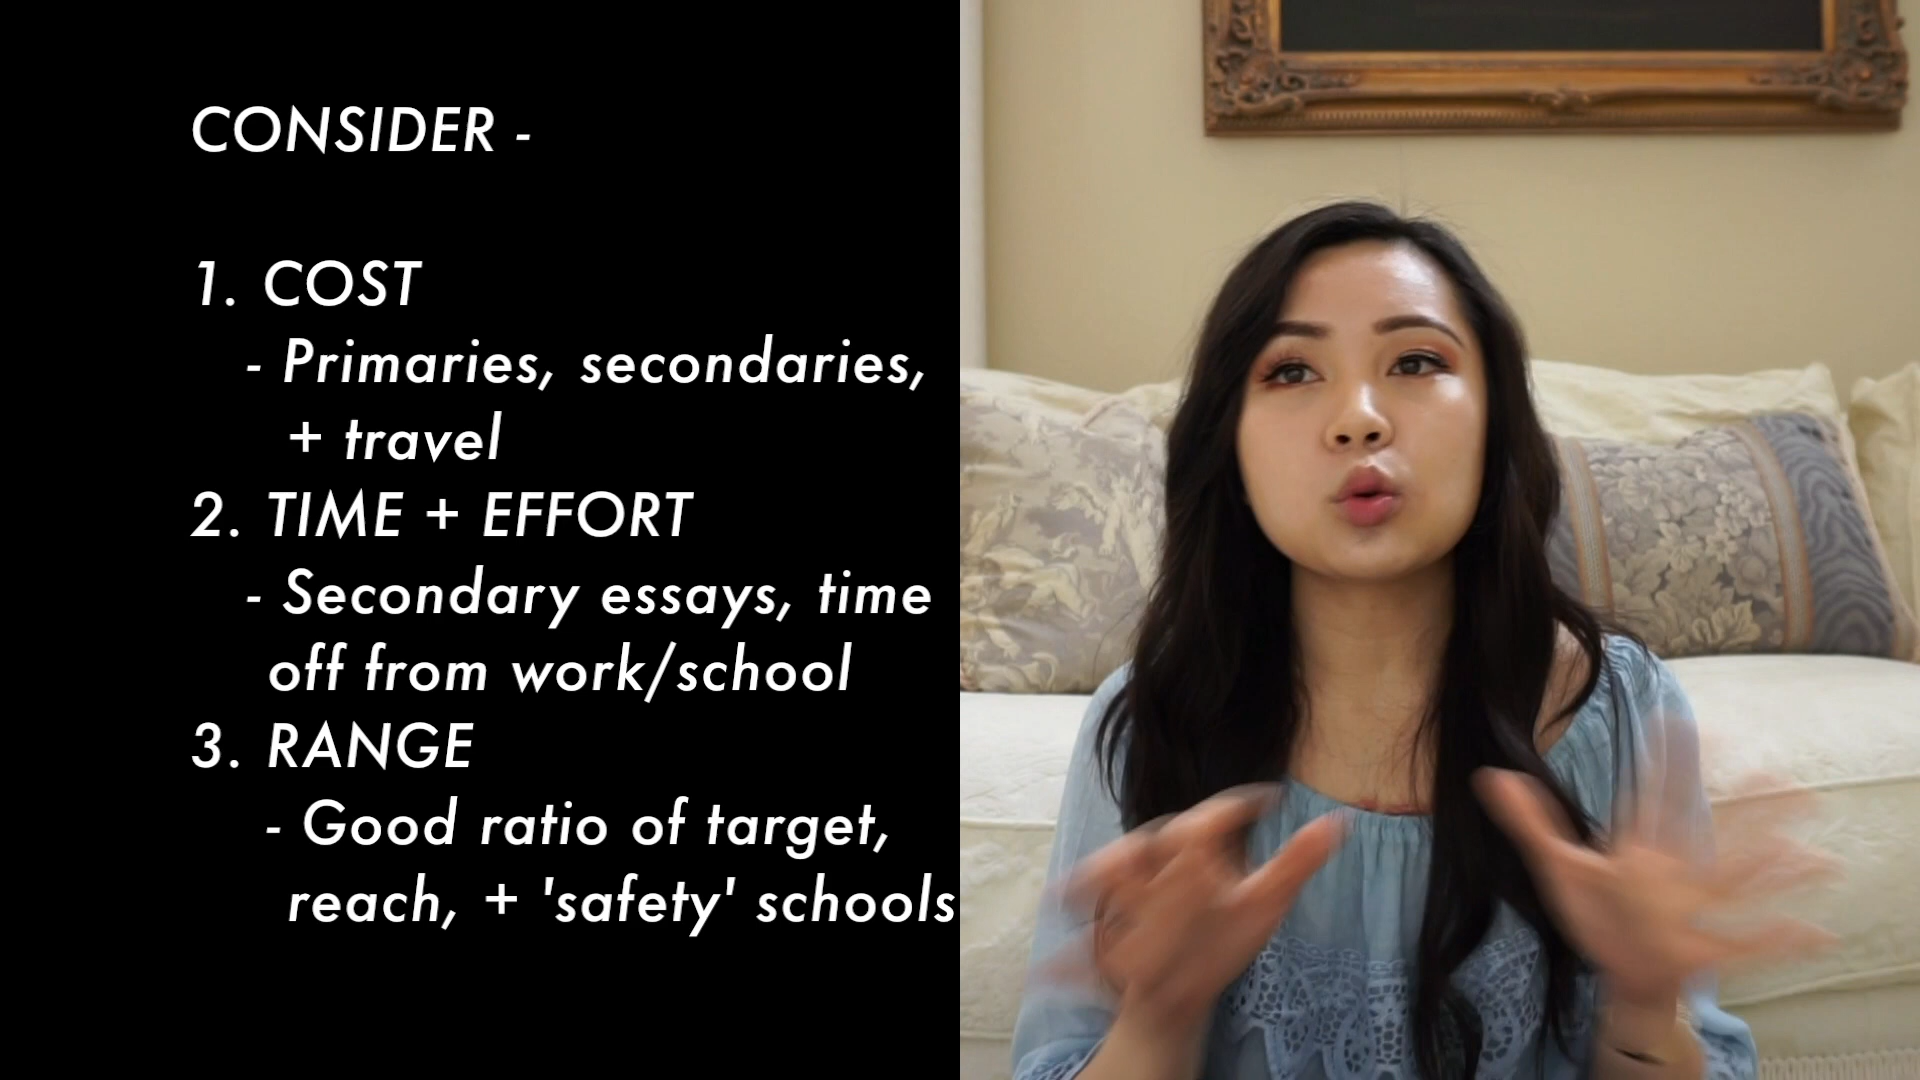 CONSIDER -
1. COST
- Primaries, secondaries,
+ travel
2. TIME + EFFORT
- Secondary essays, time
off from work/school
3. RANGE
- Good ratio of target,
reach, + 'safety' schools